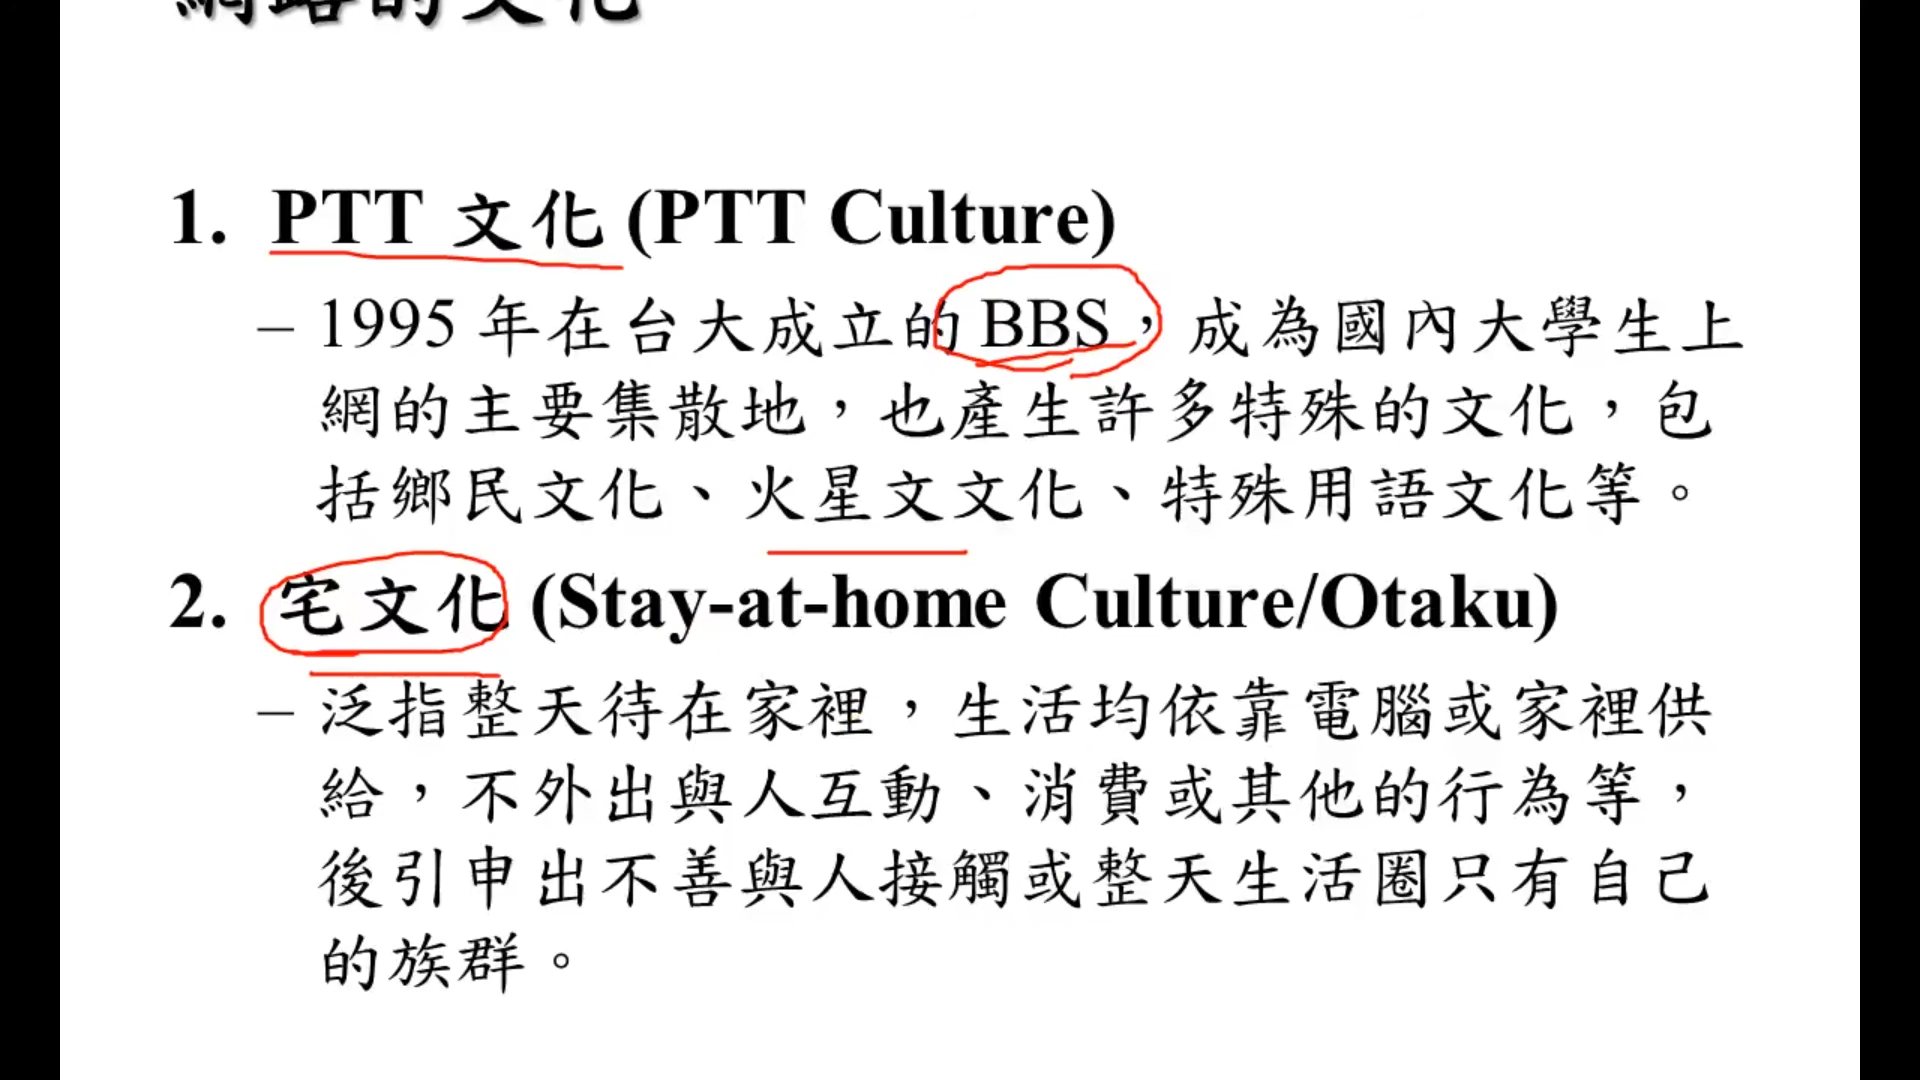 網路的文化
1. PTT 文化 (PTT Culture)
– 1995 年在台大成立的 BBS，成為國內大學生上
網的主要集散地，也產生許多特殊的文化，包
括鄉民文化、火星文文化、特殊用語文化等。
2. 宅文化 (Stay-at-home Culture/Otaku)
– 泛指整天待在家裡，生活均依靠電腦或家裡供
給，不外出與人互動、消費或其他的行為等，
後引申出不善與人接觸或整天生活圈只有自己
的族群。